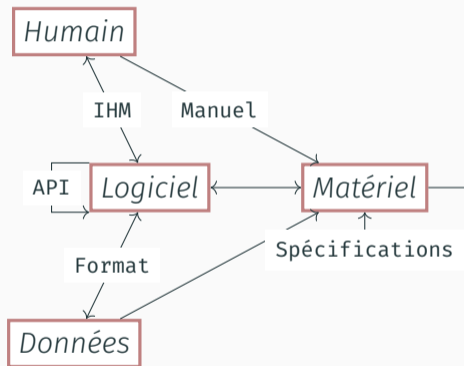 Humain
IHM
Manuel
API
Logiciel
Matériel
Format
Spécifications
Données